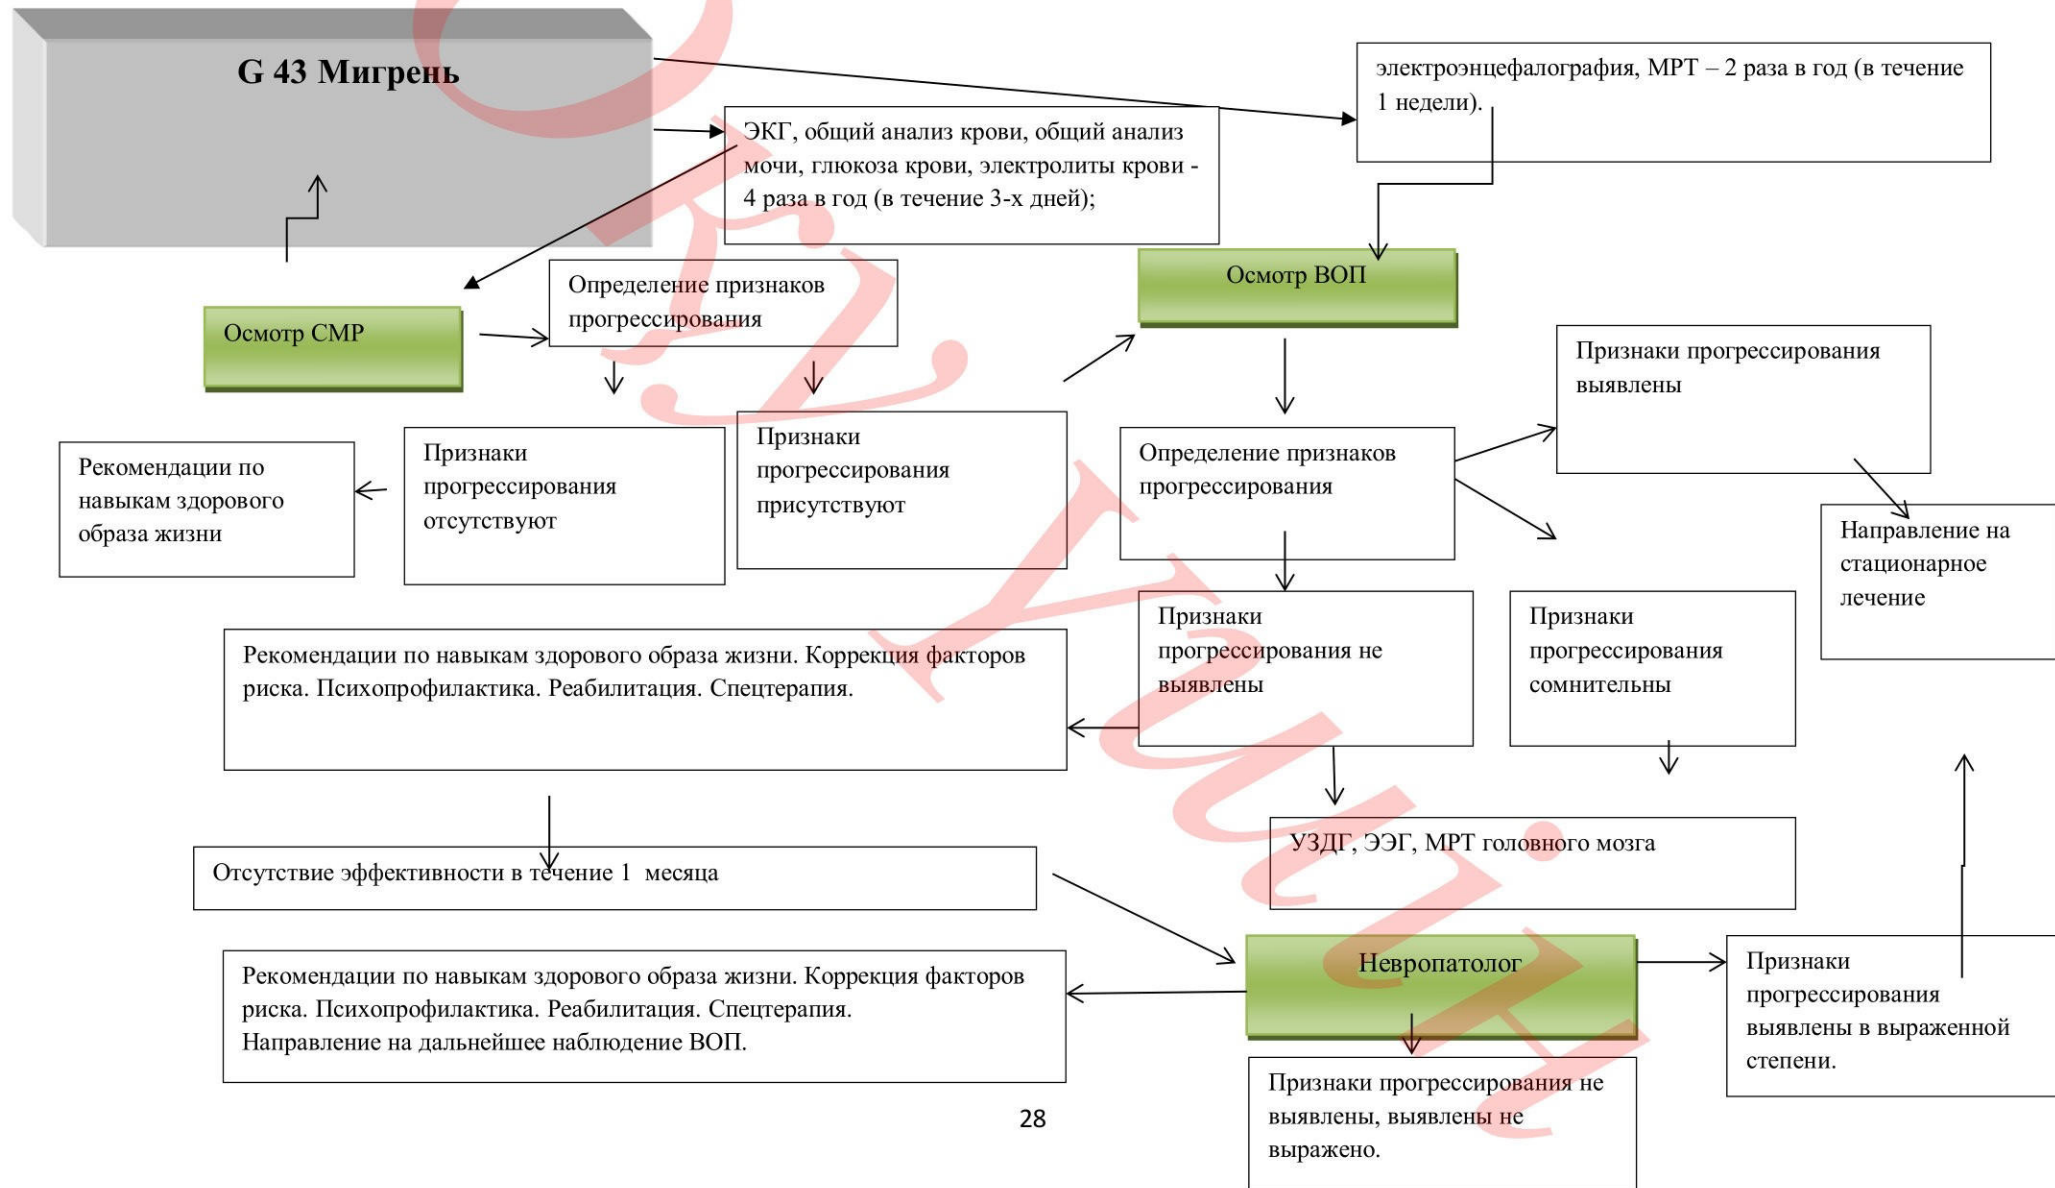 G 43 Мигрень
электроэнцефалография, МРТ – 2 раза в год (в течение
1 недели).
ЭКГ, общий анализ крови, общий анализ
мочи, глюкоза крови, электролиты крови -
4 раза в год (в течение 3-х дней);
Осмотр СМР
Определение признаков
прогрессирования
Осмотр ВОП
Признаки прогрессирования
выявлены
Рекомендации по
навыкам здорового
образа жизни
Признаки
прогрессирования
отсутствуют
Признаки
прогрессирования
присутствуют
Определение признаков
прогрессирования
Направление на
стационарное
лечение
Рекомендации по навыкам здорового образа жизни. Коррекция факторов
риска. Психопрофилактика. Реабилитация. Спецтерапия.
Признаки
прогрессирования не
выявлены
Признаки
прогрессирования
сомнительны
УЗДГ, ЭЭГ, МРТ головного мозга
Отсутствие эффективности в течение 1 месяца
Рекомендации по навыкам здорового образа жизни. Коррекция факторов
риска. Психопрофилактика. Реабилитация. Спецтерапия.
Направление на дальнейшее наблюдение ВОП.
Невропатолог
Признаки
прогрессирования
выявлены в выраженной
степени.
Признаки прогрессирования не
выявлены, выявлены не
выражено.
28